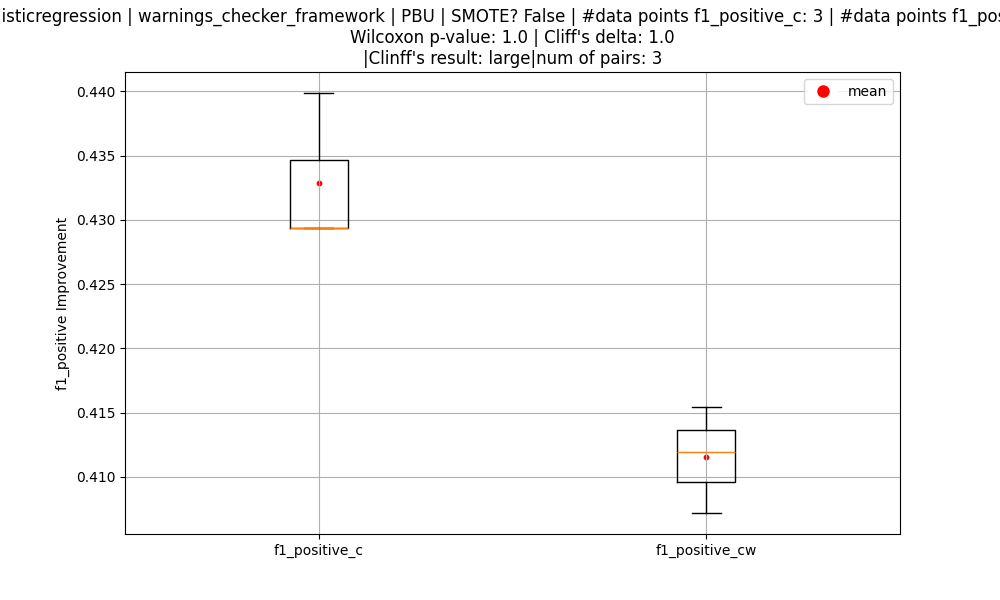 isticregression | warnings_checker_framework | PBU | SMOTE? False | #data points f1_positive_c: 3 | #data points f1_pos
Wilcoxon p-value: 1.0 | Cliff's delta: 1.0
|Clinff's result: large|num of pairs: 3
mean
0.440
0.435
0.430
0.425
0.420
0.415
0.410
f1_positive Improvement
f1_positive_c
f1_positive_cw